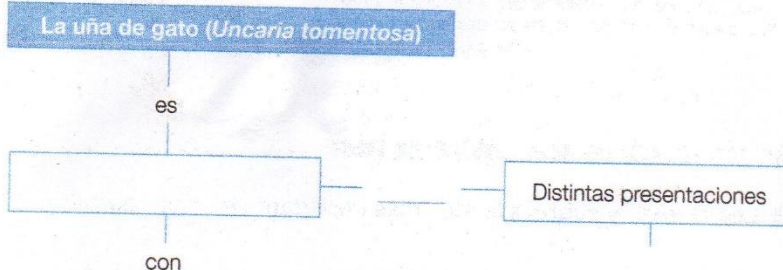 La uña de gato (Uncaria tomentosa)
es
Distintas presentaciones
con